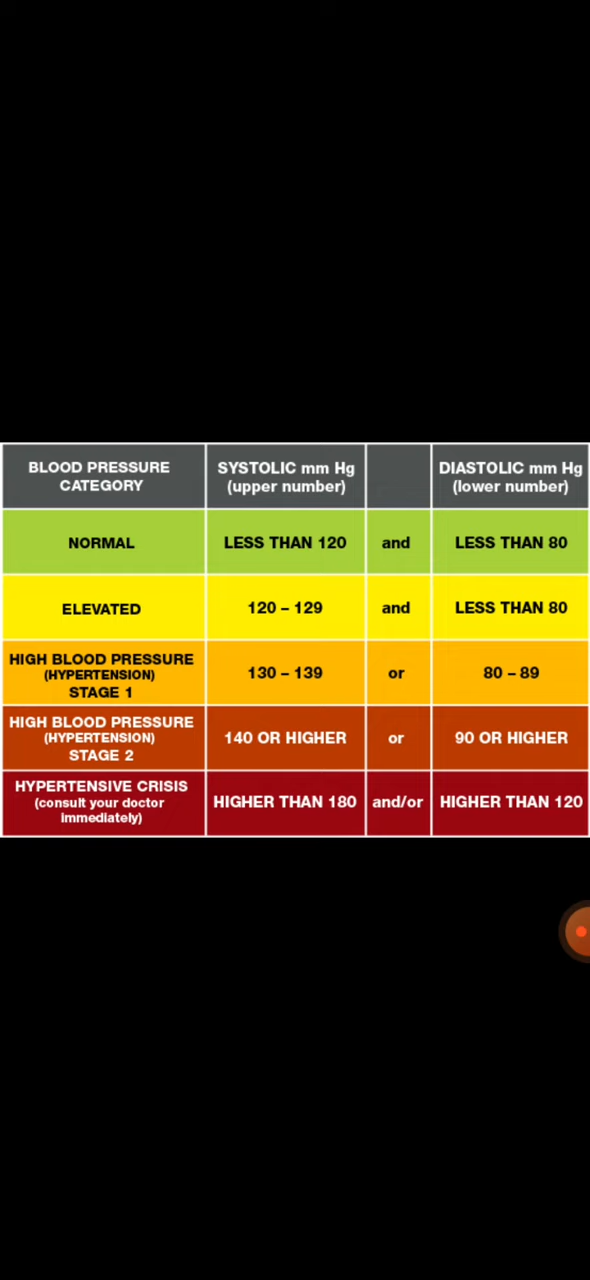 BLOOD PRESSURE
CATEGORY
SYSTOLIC mm Hg
(upper number)
DIASTOLIC mm Hg
(lower number)
NORMAL
LESS THAN 120
and
LESS THAN 80
ELEVATED
120 – 129
and
LESS THAN 80
HIGH BLOOD PRESSURE
(HYPERTENSION)
STAGE 1
130 – 139
or
80 – 89
HIGH BLOOD PRESSURE
(HYPERTENSION)
STAGE 2
140 OR HIGHER
or
90 OR HIGHER
HYPERTENSIVE CRISIS
(consult your doctor
immediately)
HIGHER THAN 180
and/or
HIGHER THAN 120